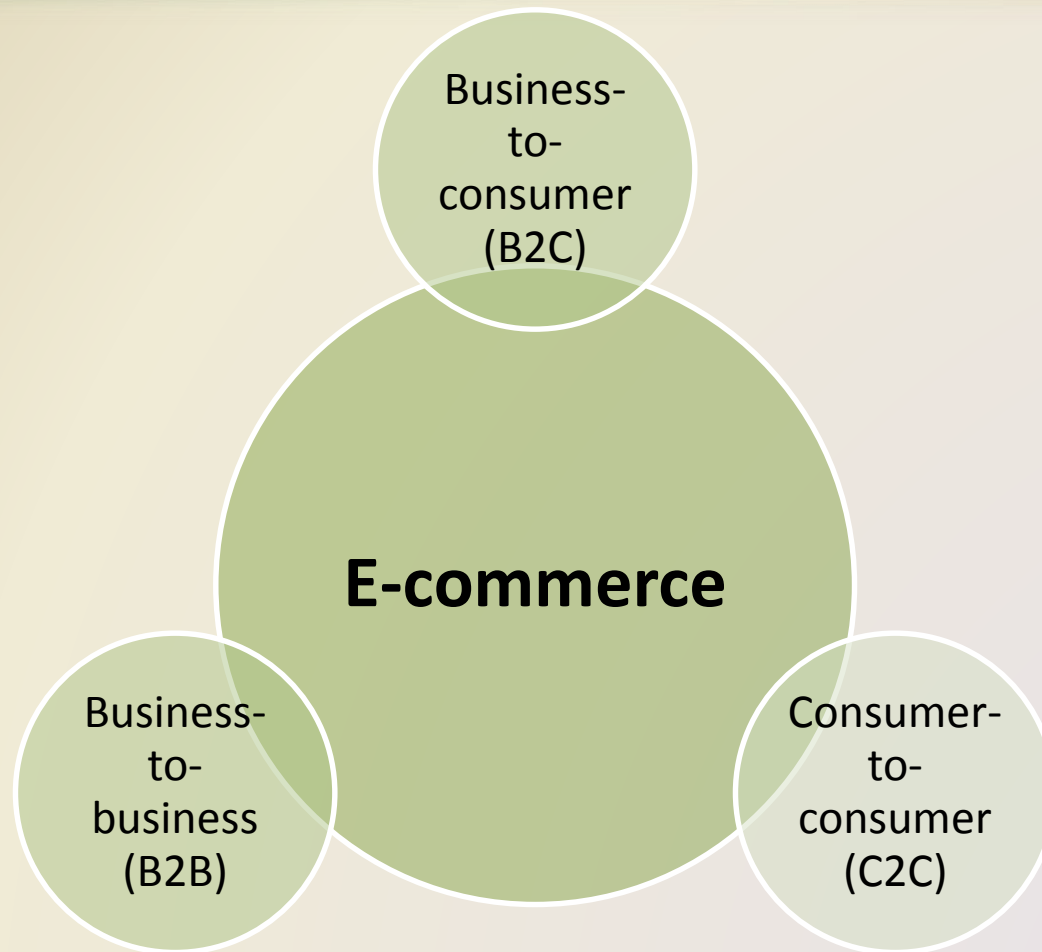 Business-
to-
consumer
(B2C)
E-commerce
Business-
to-
business
(B2B)
Consumer-
to-
consumer
(C2C)